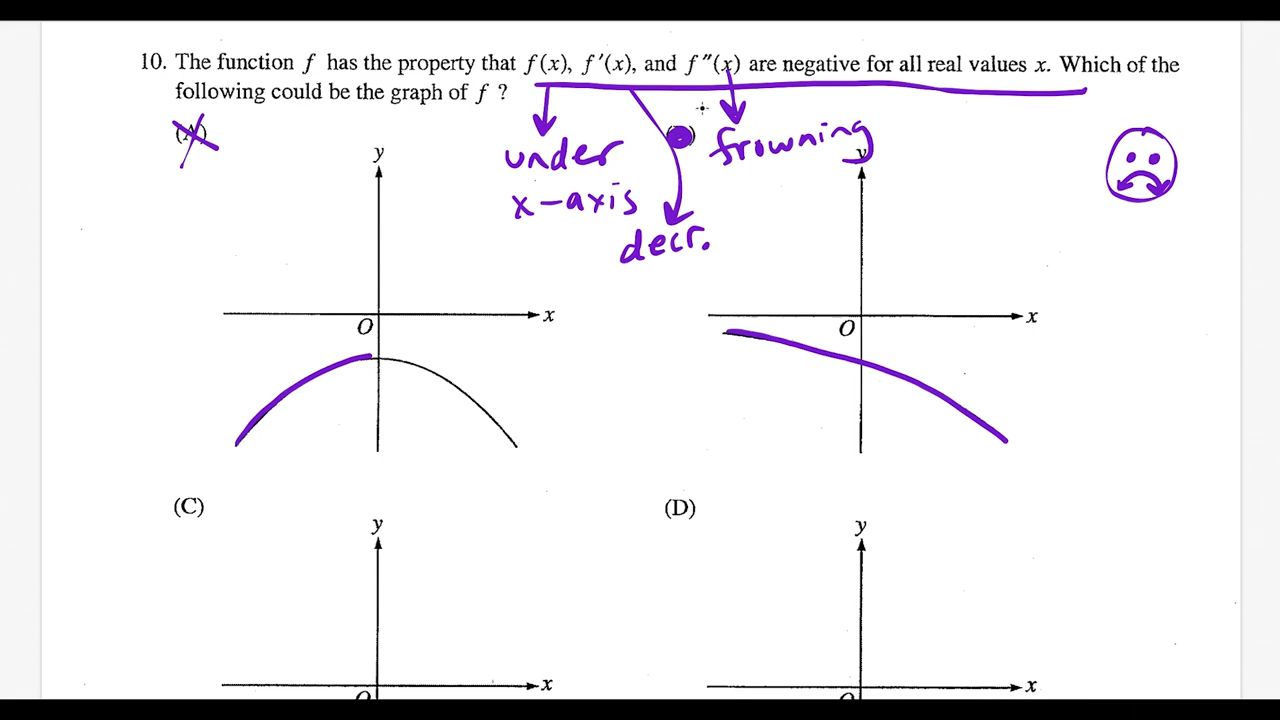 10. The function f has the property that f(x), f′(x), and f″(x) are negative for all real values x. Which of the
following could be the graph of f ?
(A)
frowning
under
x-axis
decr.
y
y
O
x
O
x
(C)
(D)
y
y
O
x
O
x